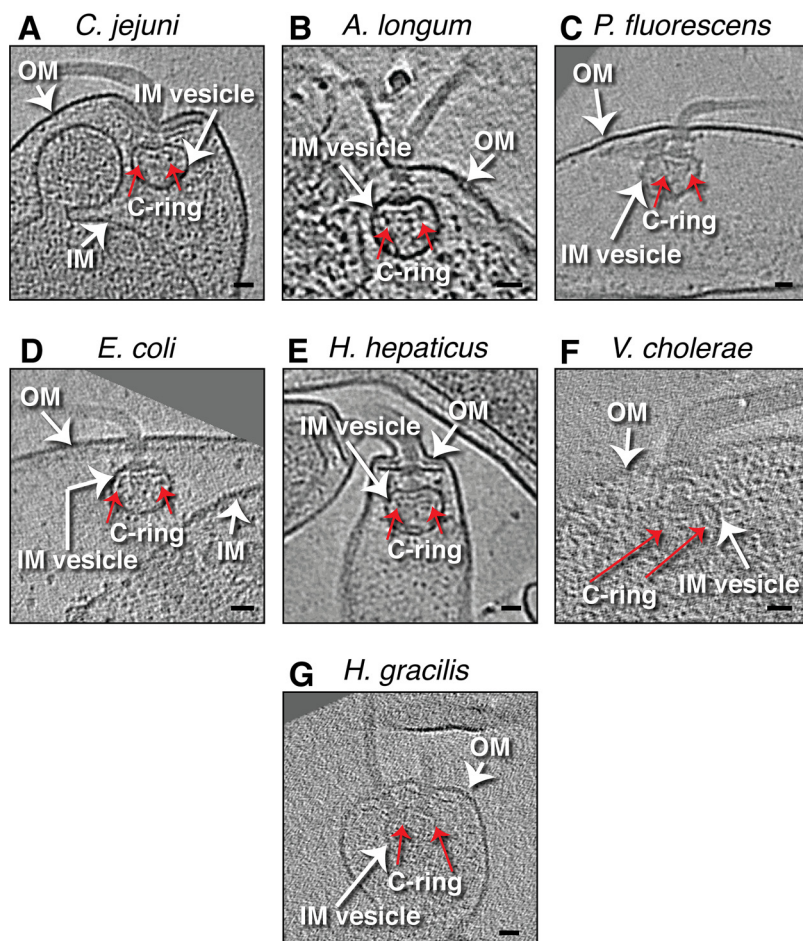 A C. jejuni
OM
IM vesicle
C-ring
IM
B A. longum
IM vesicle
OM
C-ring
C P. fluorescens
OM
C-ring
IM vesicle
D E. coli
OM
C-ring
IM vesicle
IM
E H. hepaticus
IM vesicle
OM
C-ring
F V. cholerae
OM
C-ring
IM vesicle
G H. gracilis
OM
C-ring
IM vesicle